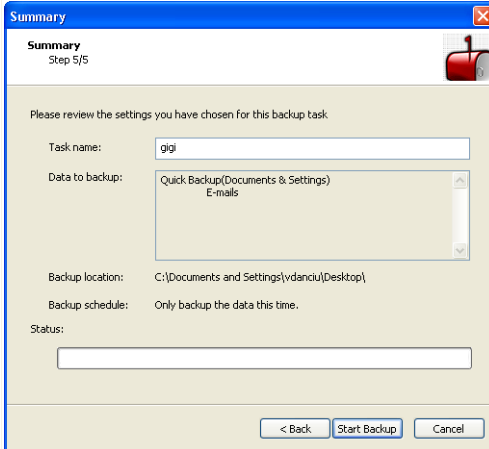 Summary
Summary
Step 5/5
Please review the settings you have chosen for this backup task
Task name: gigi
Data to backup: Quick Backup(Documents & Settings)
E-mails
Backup location: C:\Documents and Settings\vdanciu\Desktop\
Backup schedule: Only backup the data this time.
Status:
< Back Start Backup Cancel